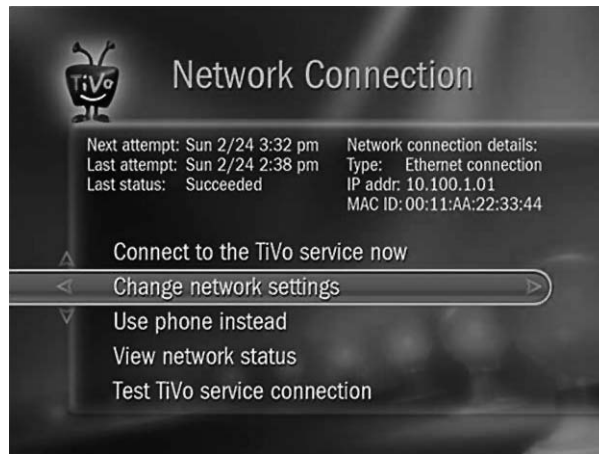 TiVo
Network Connection
Next attempt: Sun 2/24 3:32 pm
Last attempt: Sun 2/24 2:38 pm
Last status: Succeeded
Network connection details:
Type: Ethernet connection
IP addr: 10.100.1.01
MAC ID: 00:11:AA:22:33:44
Connect to the TiVo service now
Change network settings
Use phone instead
View network status
Test TiVo service connection